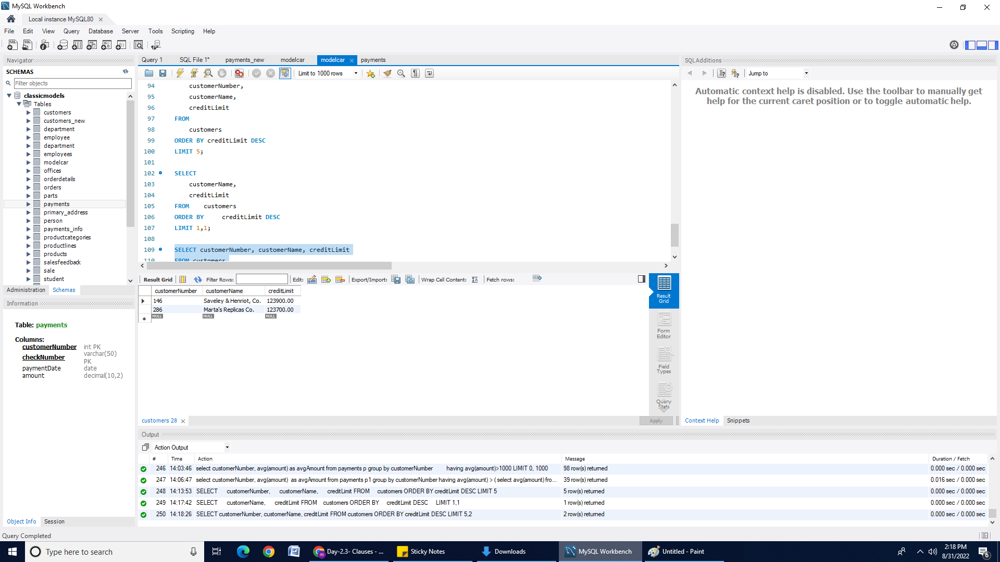 MySQL Workbench
Local instance MySQL80
File Edit View Query Database Server Tools Scripting Help
Navigator
SCHEMAS
Filter objects
classicmodels
Tables
customers
customers_new
department
employee
department
employees
modelcar
offices
orderdetails
orders
parts
payments
primary_address
person
payments_info
productcategories
productlines
products
salesfeedback
sale
student
Administration Schemas
Information
Table: payments
Columns:
customerNumber int PK
checkNumber varchar(50) PK
paymentDate date
amount decimal(10,2)
Object Info Session
Query Completed
Query 1 SQL File 1* payments_new modelcar modelcar payments
Limit to 1000 rows
94 customerNumber,
95 customerName,
96 creditLimit
97 FROM
98 customers
99 ORDER BY creditLimit DESC
100 LIMIT 5;
101
102 SELECT
103 customerName,
104 creditLimit
105 FROM customers
106 ORDER BY creditLimit DESC
107 LIMIT 1,1;
108
109 SELECT customerNumber, customerName, creditLimit
110 FROM customers
Result Grid Filter Rows: Edit: Export/Import: Wrap Cell Content: Fetch rows:
customerNumber customerName creditLimit
146 Saveley & Henriot, Co. 123900.00
286 Marta's Replicas Co. 123700.00
NULL NULL NULL
Result Grid
Form Editor
Field Types
Query Stats
customers 28
Apply
SQLAdditions
Jump to
Automatic context help is disabled. Use the toolbar to manually get
help for the current caret position or to toggle automatic help.
Context Help Snippets
Output
Action Output
# Time Action Message Duration / Fetch
246 14:03:46 select customerNumber, avg(amount) as avgAmount from payments p group by customerNumber having avg(amount)>1000 LIMIT 0, 1000 98 row(s) returned 0.000 sec / 0.000 sec
247 14:06:47 select customerNumber, avg(amount) as avgAmount from payments p1 group by customerNumber having avg(amount) > ( select avg(amount) fro... 39 row(s) returned 0.016 sec / 0.000 sec
248 14:13:53 SELECT customerNumber, customerName, creditLimit FROM customers ORDER BY creditLimit DESC LIMIT 5 5 row(s) returned 0.000 sec / 0.000 sec
249 14:17:42 SELECT customerName, creditLimit FROM customers ORDER BY creditLimit DESC LIMIT 1,1 1 row(s) returned 0.000 sec / 0.000 sec
250 14:18:26 SELECT customerNumber, customerName, creditLimit FROM customers ORDER BY creditLimit DESC LIMIT 5,2 2 row(s) returned 0.000 sec / 0.000 sec
Type here to search
Day-2.3- Clauses - ... Sticky Notes Downloads MySQL Workbench Untitled - Paint
2:18 PM
8/31/2022
6